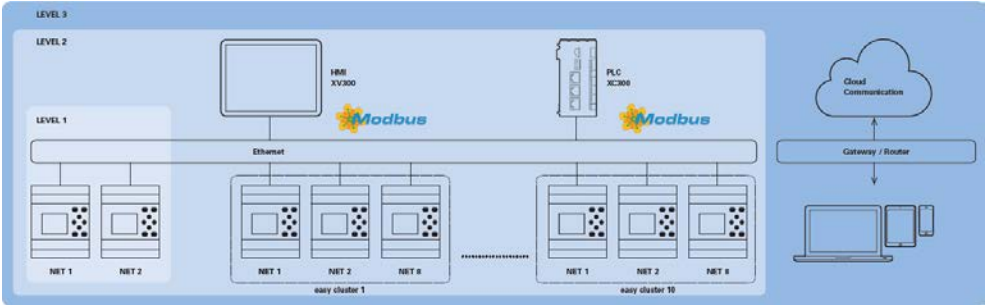 LEVEL 3
LEVEL 2
HMI
XV300
PLC
XC300
Cloud
Communication
LEVEL 1
Modbus
Modbus
Ethernet
Gateway / Router
NET 1
NET 2
NET 1
NET 2
NET 8
NET 1
NET 2
NET 8
easy cluster 1
easy cluster 10